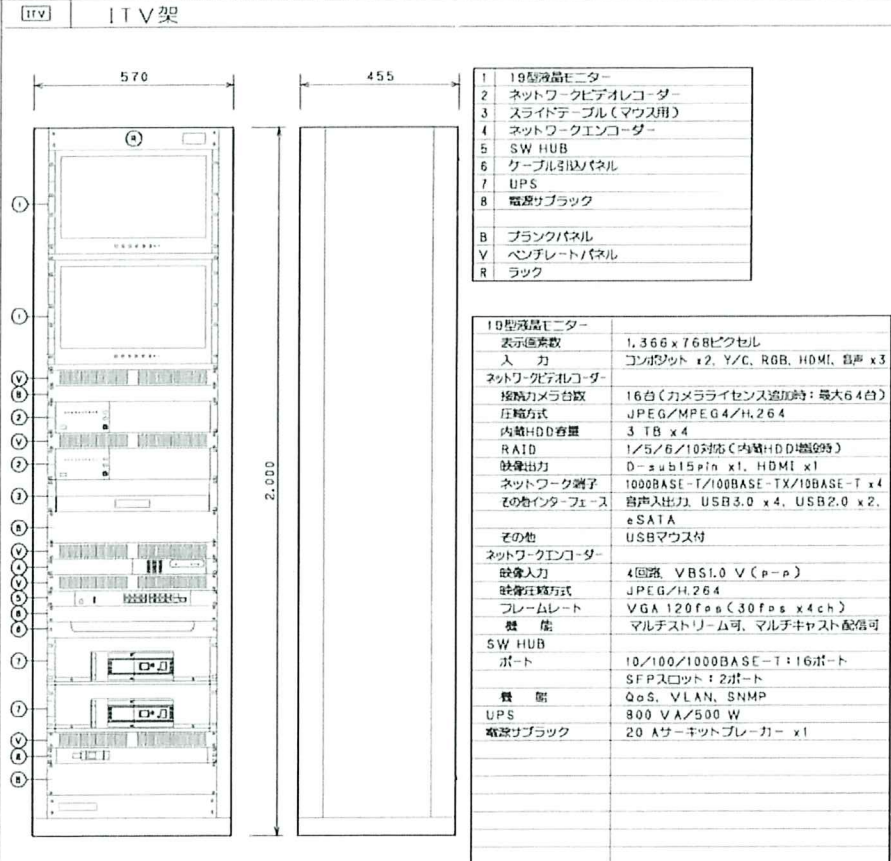 ITV ITV架
570
455
2,000
R
1
1
V
B
2
V
2
3
B
V
4
V
5
B
6
7
7
V
8
B
1 19型液晶モニター
2 ネットワークビデオレコーダー
3 スライドテーブル(マウス用)
4 ネットワークエンコーダー
5 SW HUB
6 ケーブル引込パネル
7 UPS
8 電源サブラック
B ブランクパネル
V ベンチレートパネル
R ラック
19型液晶モニター
表示画素数 1,366x768ピクセル
入 力 コンポジット x2, Y/C, RGB, HDMI, 音声 x3
ネットワークビデオレコーダー
接続カメラ台数 16台(カメラライセンス追加時:最大64台)
圧縮方式 JPEG/MPEG4/H.264
内蔵HDD容量 3 TB x4
RAID 1/5/6/10対応(内蔵HDD増設時)
映像出力 D-sub15pin x1, HDMI x1
ネットワーク端子 1000BASE-T/100BASE-TX/10BASE-T x4
その他インターフェース 音声入出力, USB3.0 x4, USB2.0 x2,
eSATA
その他 USBマウス付
ネットワークエンコーダー
映像入力 4回路, VBS1.0 V(p-p)
映像圧縮方式 JPEG/H.264
フレームレート VGA 120fps(30fps x4ch)
機 能 マルチストリーム可、マルチキャスト配信可
SW HUB
ポート 10/100/1000BASE-T:16ポート
SFPスロット:2ポート
機 能 QoS, VLAN, SNMP
UPS 800 VA/500 W
電源サブラック 20 Aサーキットブレーカー x1